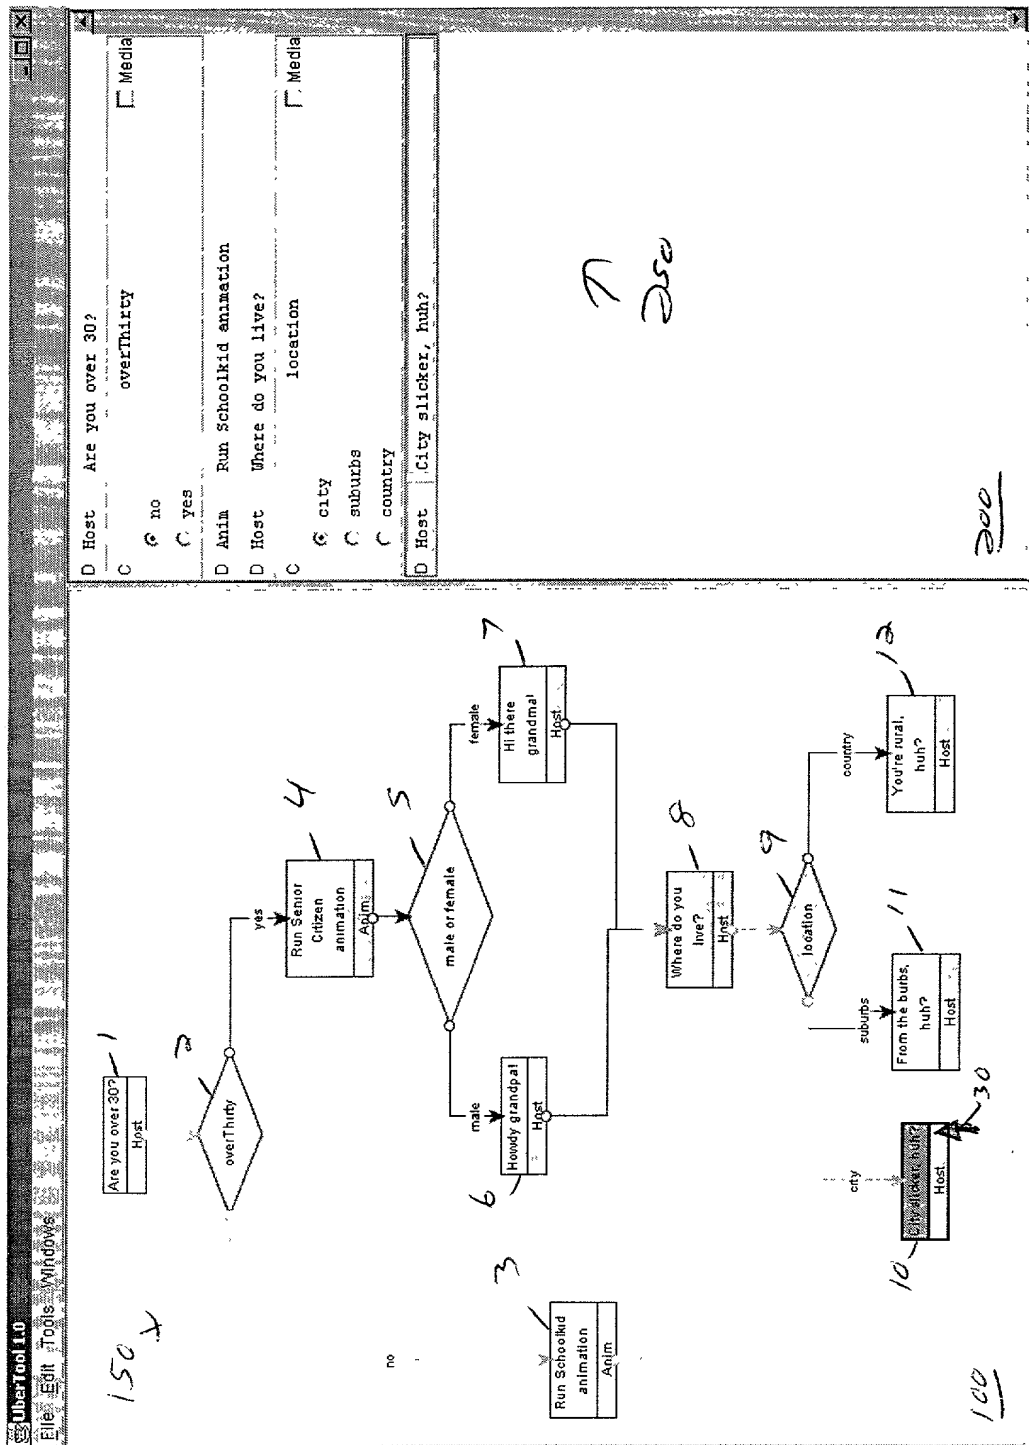 UberTool 1.0
File Edit Tools Windows
150
Are you over 30?
Host
1
overThirty
2
yes
no
Run Senior
Citizen
animation
Anim
4
male or female
5
male
female
Howdy grandpa!
Host
6
Hi there
grandma!
Host
7
Run Schoolkid
animation
Anim
3
Where do you
live?
Host
8
location
9
city
suburbs
country
City slicker, huh?
Host
10
30
From the burbs,
huh?
Host
11
You're rural,
huh?
Host
12
100
D Host Are you over 30?
C overThirty Media
no
yes
D Anim Run Schoolkid animation
D Host Where do you live?
C location Media
city
suburbs
country
D Host City slicker, huh?
250
200